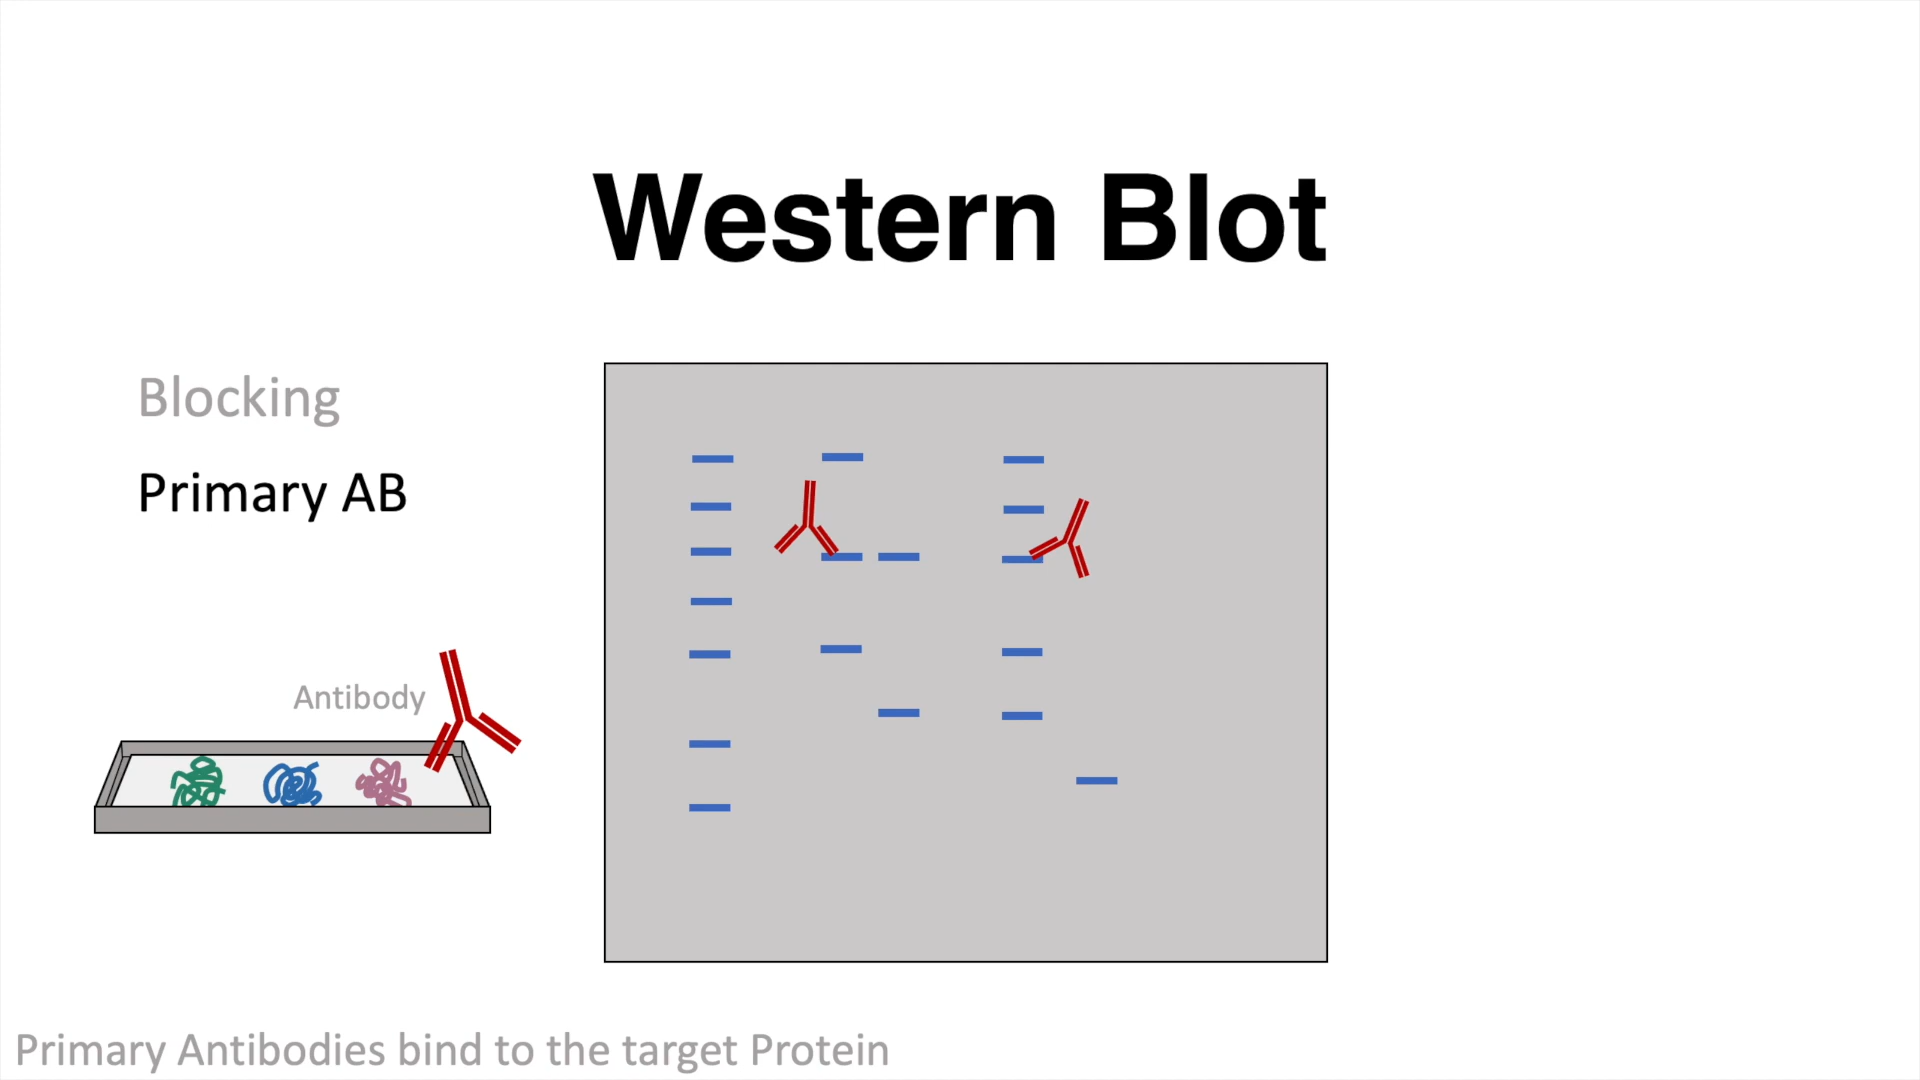 Western Blot
Blocking
Primary AB
Antibody
Primary Antibodies bind to the target Protein